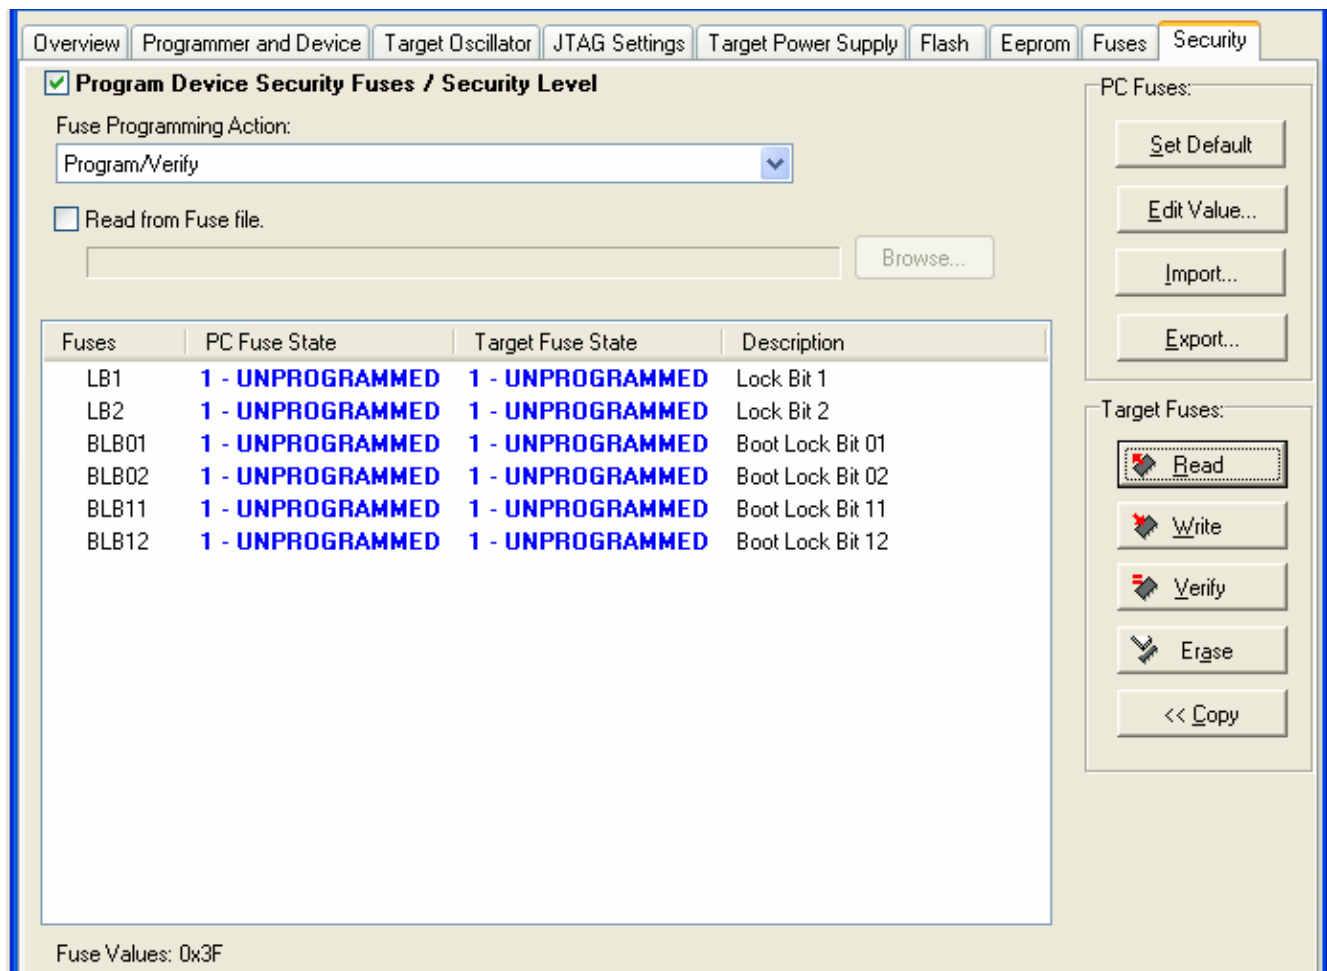 Overview Programmer and Device Target Oscillator JTAG Settings Target Power Supply Flash Eeprom Fuses Security
Program Device Security Fuses / Security Level
Fuse Programming Action:
Program/Verify
Read from Fuse file.
Browse...
Fuses PC Fuse State Target Fuse State Description
LB1 1 - UNPROGRAMMED 1 - UNPROGRAMMED Lock Bit 1
LB2 1 - UNPROGRAMMED 1 - UNPROGRAMMED Lock Bit 2
BLB01 1 - UNPROGRAMMED 1 - UNPROGRAMMED Boot Lock Bit 01
BLB02 1 - UNPROGRAMMED 1 - UNPROGRAMMED Boot Lock Bit 02
BLB11 1 - UNPROGRAMMED 1 - UNPROGRAMMED Boot Lock Bit 11
BLB12 1 - UNPROGRAMMED 1 - UNPROGRAMMED Boot Lock Bit 12
Fuse Values: 0x3F
PC Fuses:
Set Default
Edit Value...
Import...
Export...
Target Fuses:
Read
Write
Verify
Erase
<< Copy